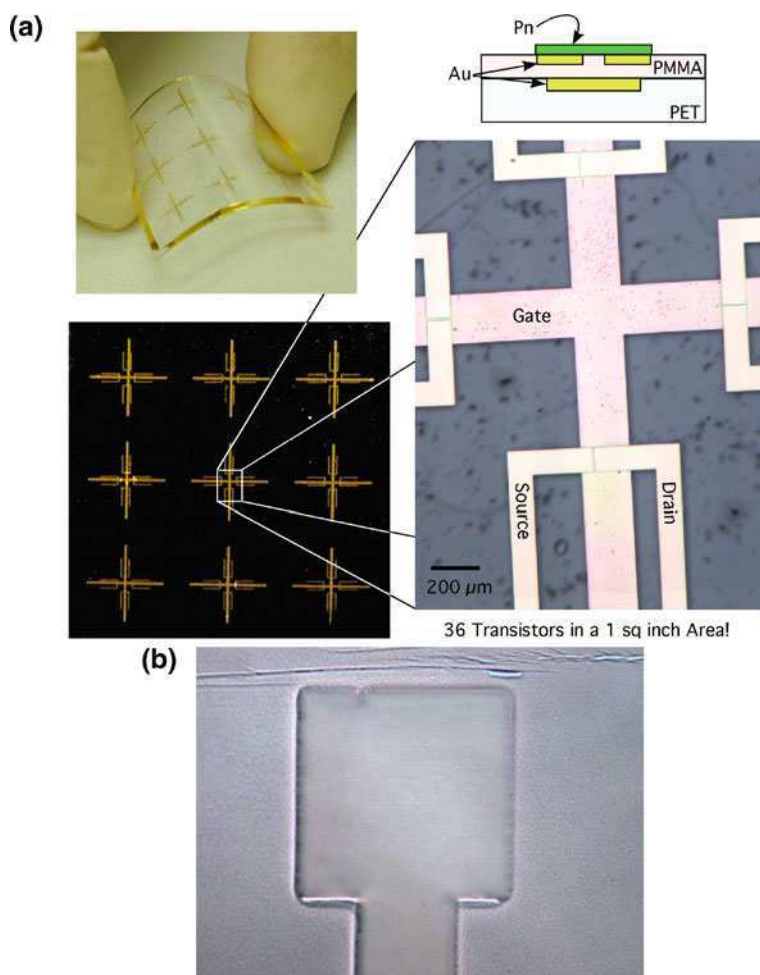 (a)
Pn
Au
PMMA
PET
Gate
Source
Drain
200 µm
36 Transistors in a 1 sq inch Area!
(b)